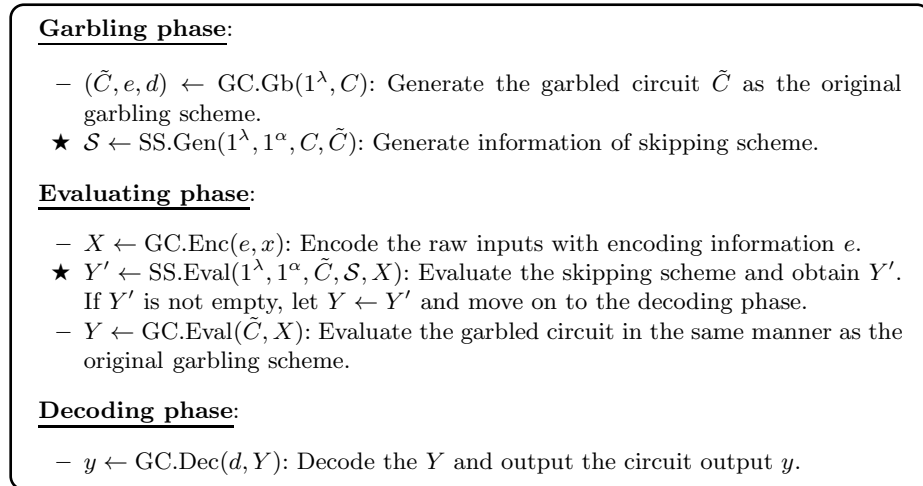 Garbling phase:
– (C̃, e, d) ← GC.Gb(1^λ, C): Generate the garbled circuit C̃ as the original
garbling scheme.
★ 𝒮 ← SS.Gen(1^λ, 1^α, C, C̃): Generate information of skipping scheme.
Evaluating phase:
– X ← GC.Enc(e, x): Encode the raw inputs with encoding information e.
★ Y′ ← SS.Eval(1^λ, 1^α, C̃, 𝒮, X): Evaluate the skipping scheme and obtain Y′.
If Y′ is not empty, let Y ← Y′ and move on to the decoding phase.
– Y ← GC.Eval(C̃, X): Evaluate the garbled circuit in the same manner as the
original garbling scheme.
Decoding phase:
– y ← GC.Dec(d, Y): Decode the Y and output the circuit output y.